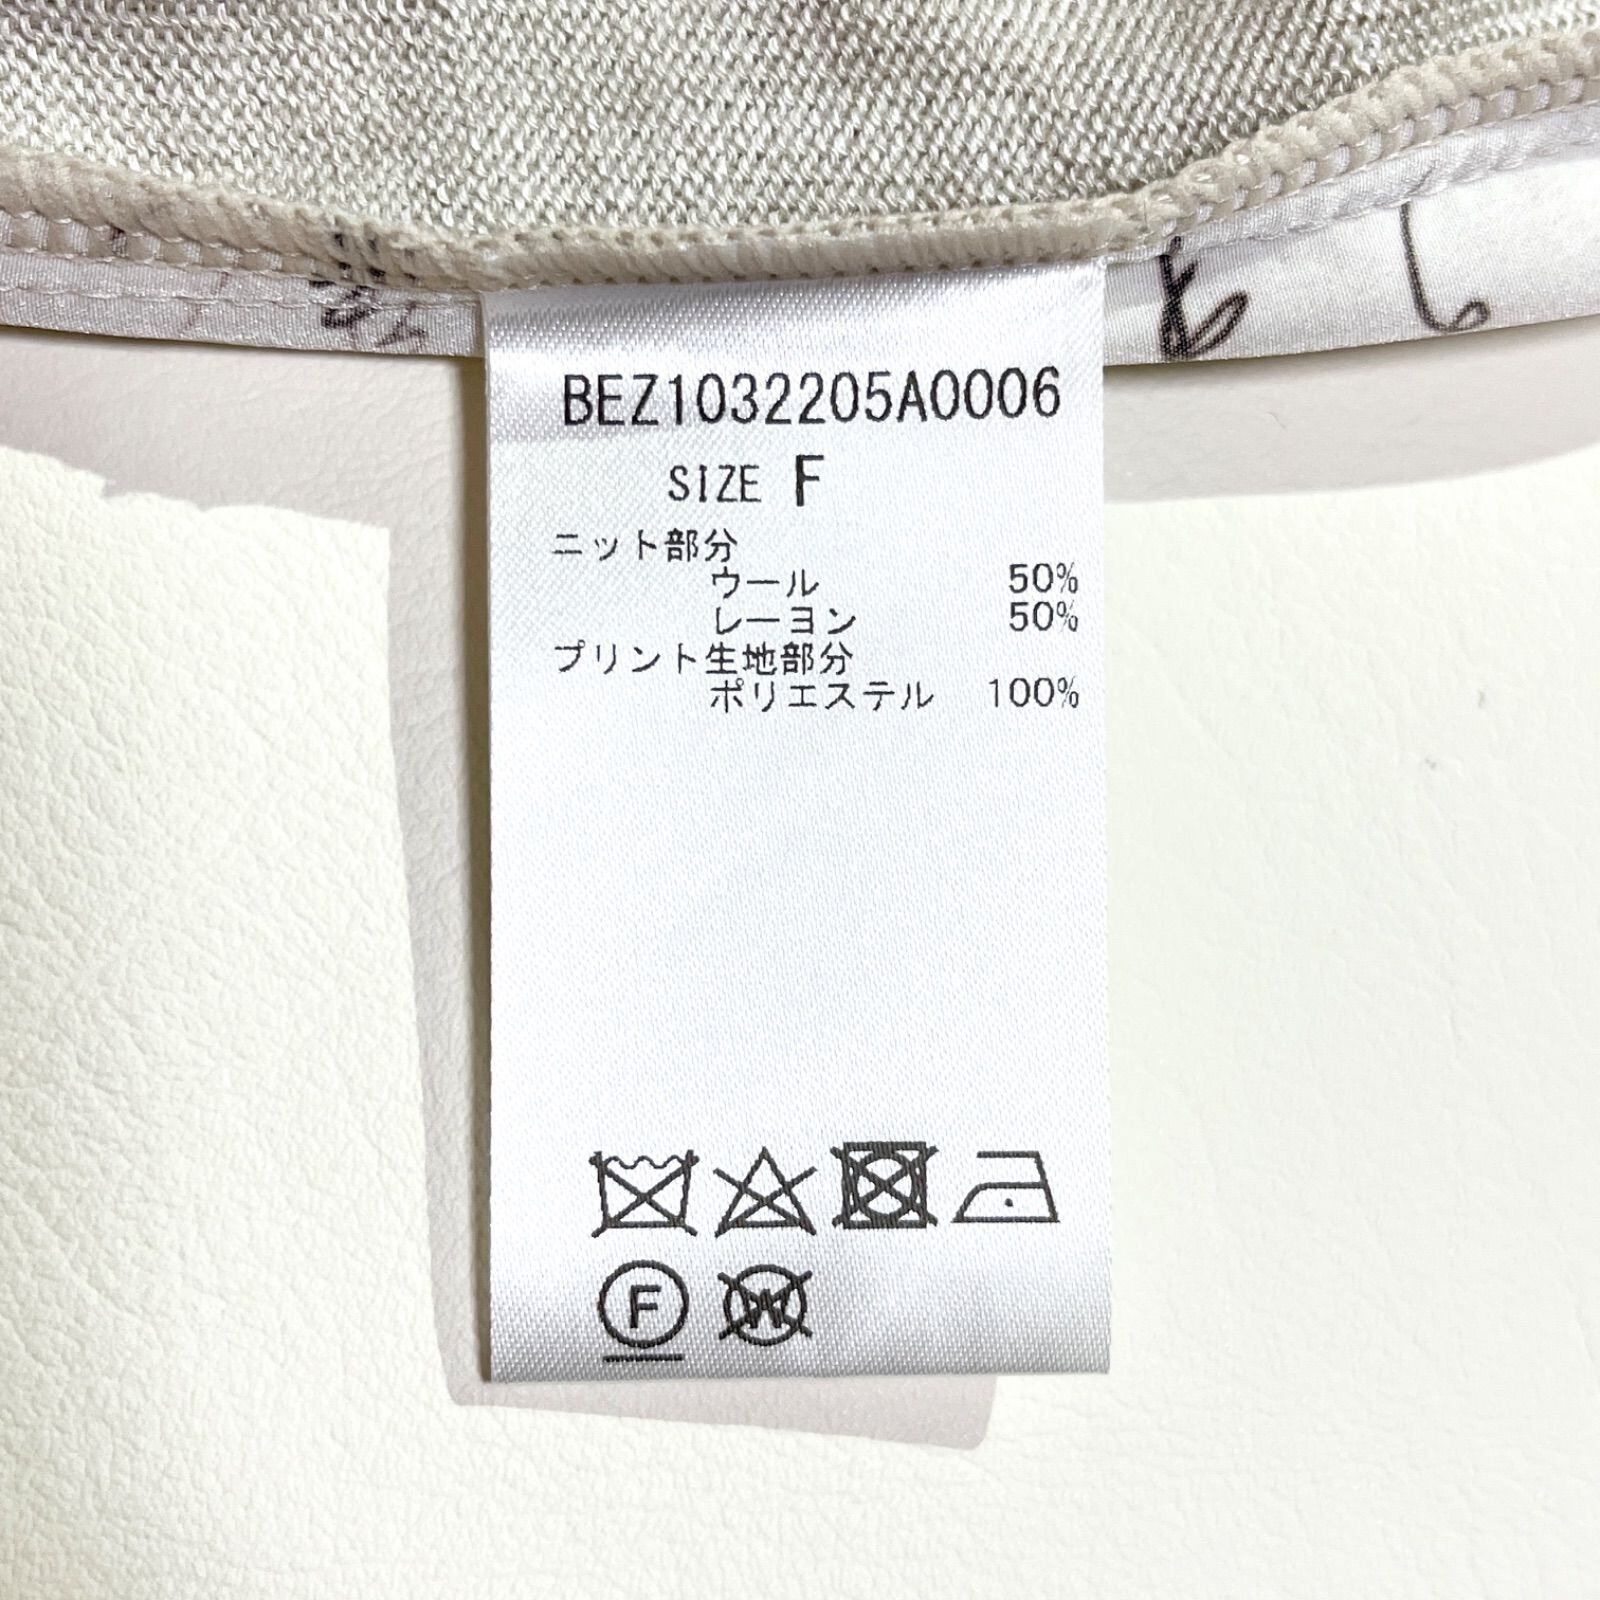 BEZ1032205A0006
SIZE F
ニット部分
ウール 50%
レーヨン 50%
プリント生地部分
ポリエステル 100%
F W